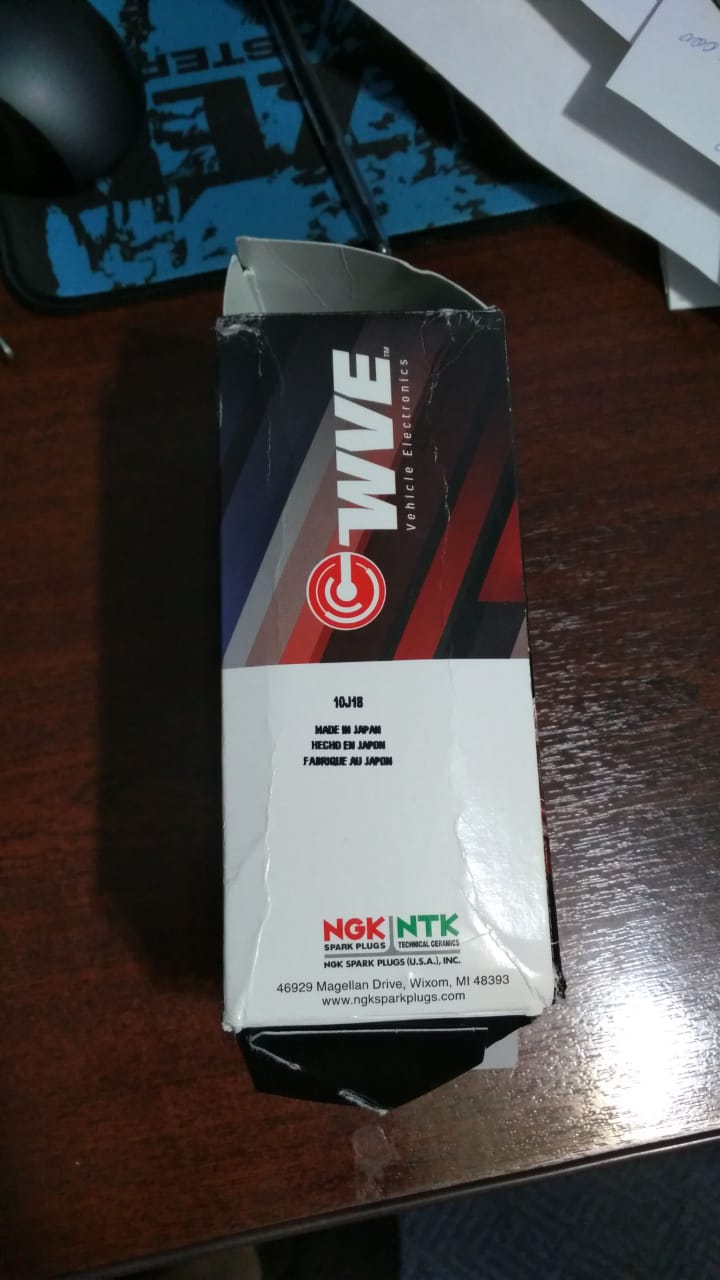 WVE™
Vehicle Electronics
10J18
MADE IN JAPAN
HECHO EN JAPON
FABRIQUE AU JAPON
NGK NTK
SPARK PLUGS TECHNICAL CERAMICS
NGK SPARK PLUGS (U.S.A.), INC.
46929 Magellan Drive, Wixom, MI 48393
www.ngksparkplugs.com